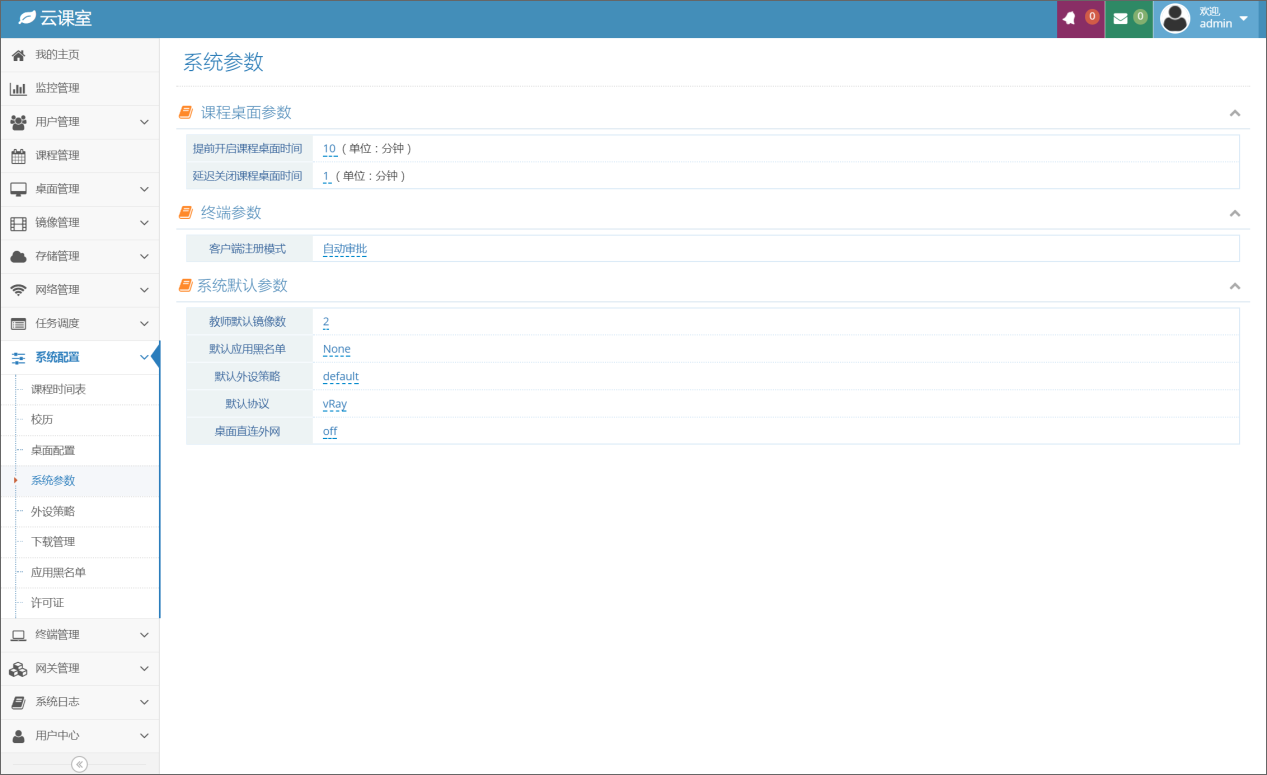 云课室
0
0
欢迎,
admin
我的主页
监控管理
用户管理
课程管理
桌面管理
镜像管理
存储管理
网络管理
任务调度
系统配置
课程时间表
校历
桌面配置
系统参数
外设策略
下载管理
应用黑名单
许可证
终端管理
网关管理
系统日志
用户中心
系统参数
课程桌面参数
提前开启课程桌面时间 10 ( 单位：分钟 )
延迟关闭课程桌面时间 1 ( 单位：分钟 )
终端参数
客户端注册模式 自动审批
系统默认参数
教师默认镜像数 2
默认应用黑名单 None
默认外设策略 default
默认协议 vRay
桌面直连外网 off